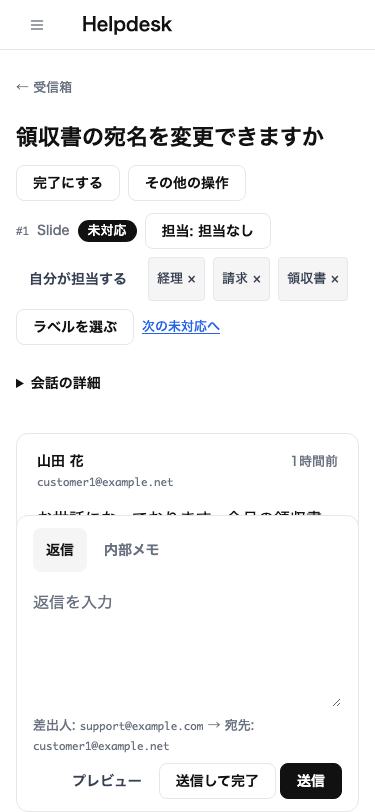 Helpdesk
← 受信箱
領収書の宛名を変更できますか
完了にする その他の操作
#1 Slide 未対応 担当: 担当なし
自分が担当する 経理 × 請求 × 領収書 ×
ラベルを選ぶ 次の未対応へ
▶ 会話の詳細
山田 花 1時間前
customer1@example.net
返信 内部メモ
返信を入力
差出人: support@example.com → 宛先:
customer1@example.net
プレビュー 送信して完了 送信